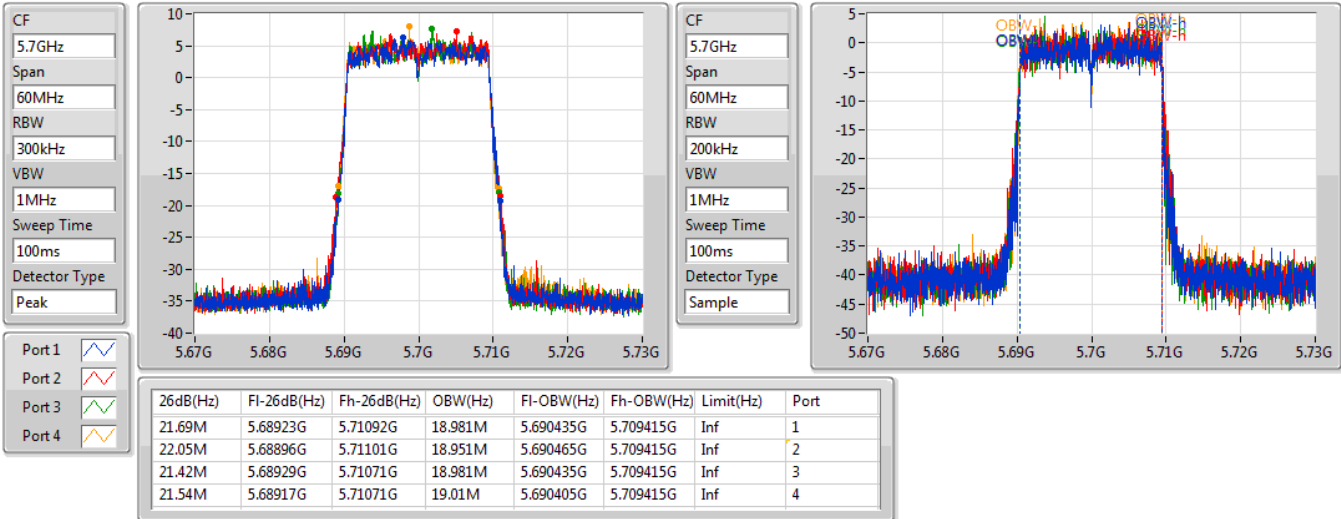 CF
5.7GHz
Span
60MHz
RBW
300kHz
VBW
1MHz
Sweep Time
100ms
Detector Type
Peak
10
5
0
-5
-10
-15
-20
-25
-30
-35
-40
5.67G 5.68G 5.69G 5.7G 5.71G 5.72G 5.73G
CF
5.7GHz
Span
60MHz
RBW
200kHz
VBW
1MHz
Sweep Time
100ms
Detector Type
Sample
5
0
-5
-10
-15
-20
-25
-30
-35
-40
-45
-50
OBW-h
OBW-h
5.67G 5.68G 5.69G 5.7G 5.71G 5.72G 5.73G
Port 1
Port 2
Port 3
Port 4
26dB(Hz) Fl-26dB(Hz) Fh-26dB(Hz) OBW(Hz) Fl-OBW(Hz) Fh-OBW(Hz) Limit(Hz) Port
21.69M 5.68923G 5.71092G 18.981M 5.690435G 5.709415G Inf 1
22.05M 5.68896G 5.71101G 18.951M 5.690465G 5.709415G Inf 2
21.42M 5.68929G 5.71071G 18.981M 5.690435G 5.709415G Inf 3
21.54M 5.68917G 5.71071G 19.01M 5.690405G 5.709415G Inf 4